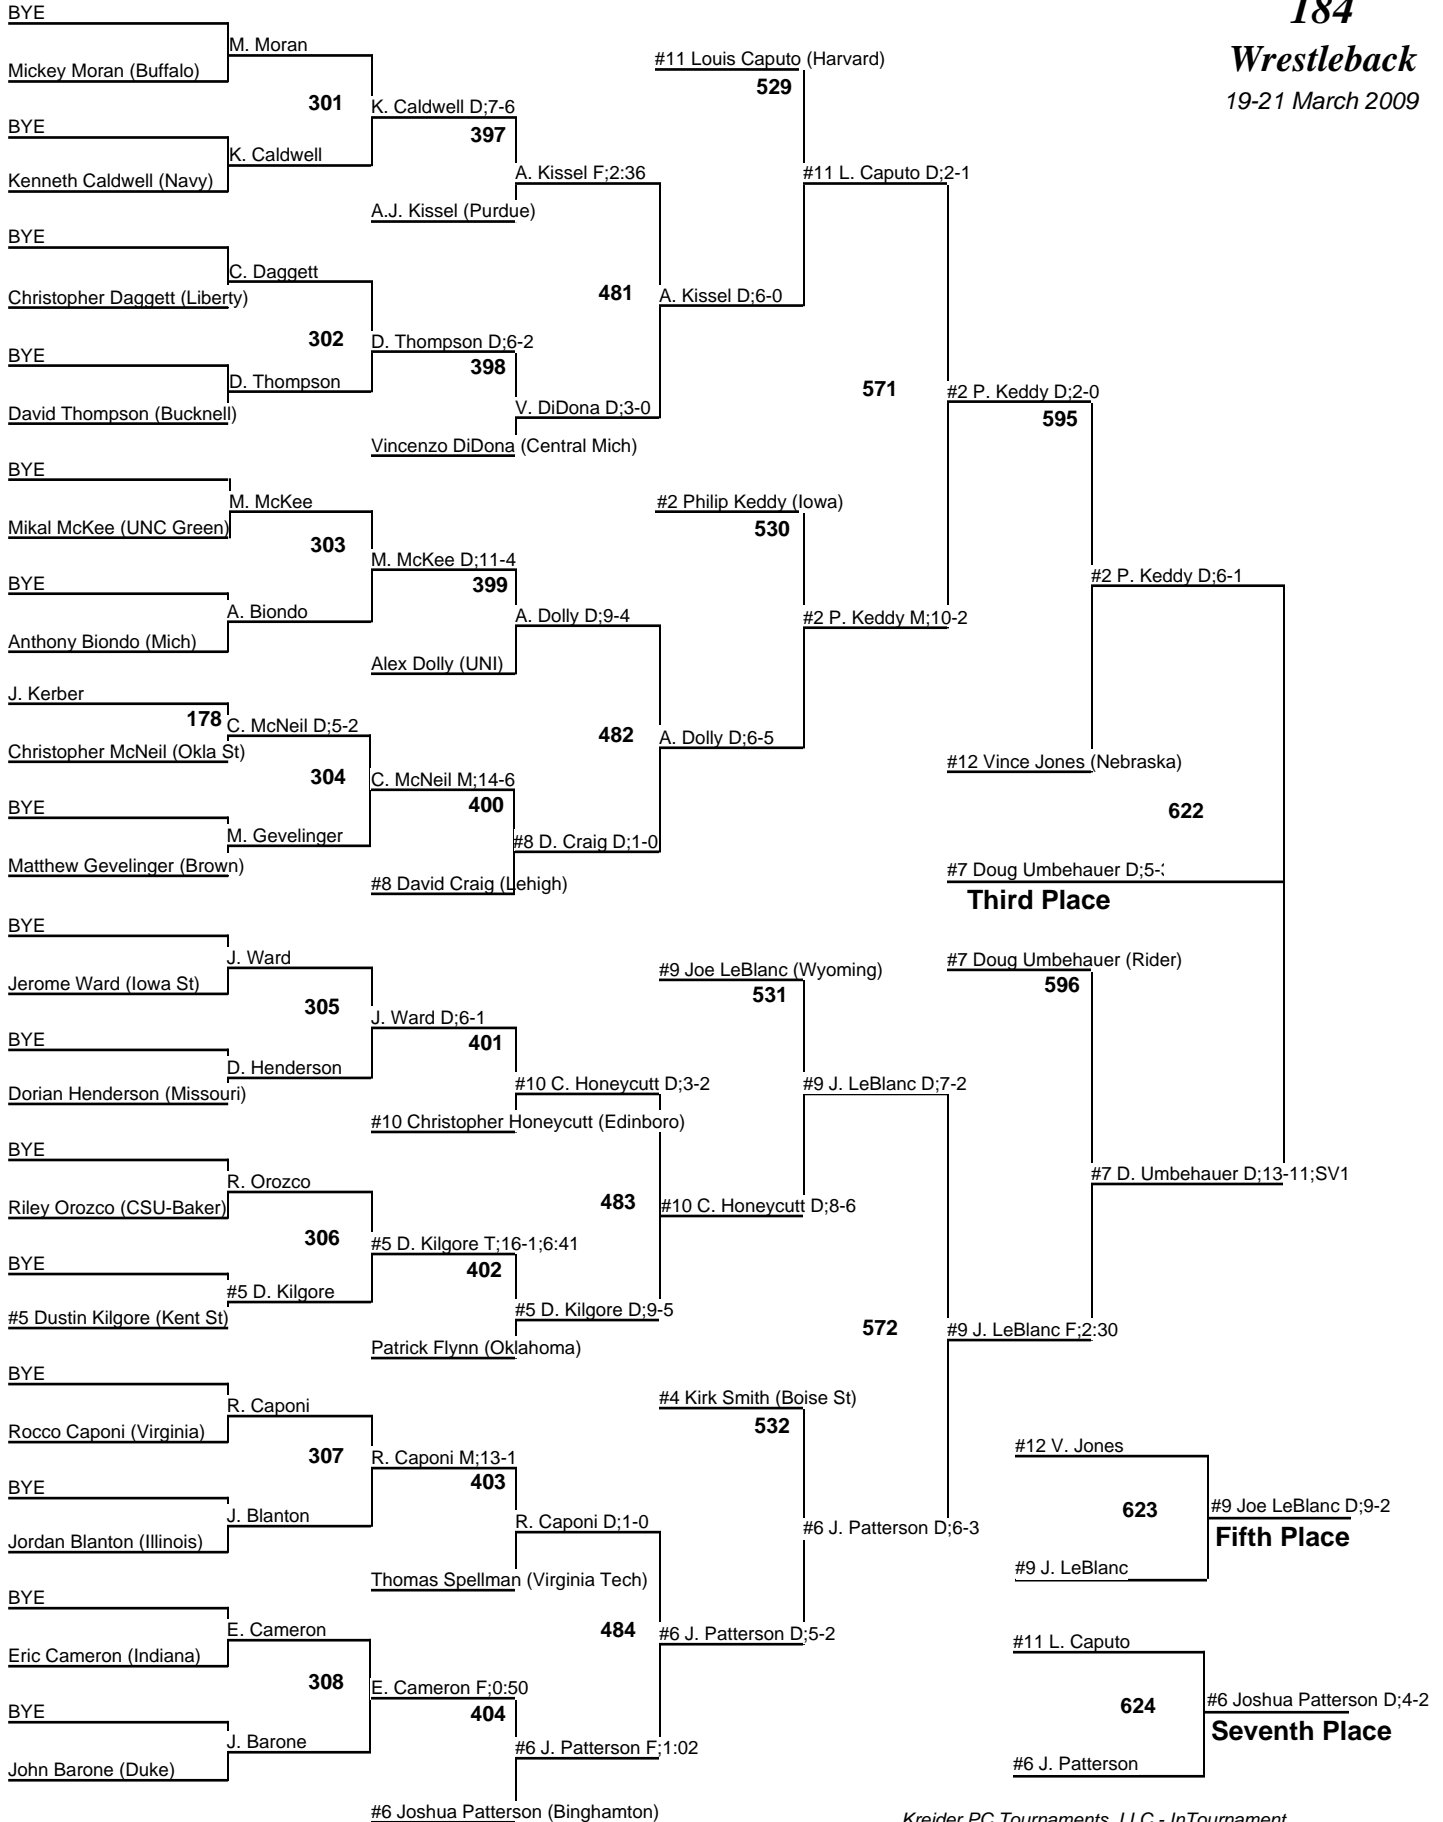 184
Wrestleback
19-21 March 2009
BYE
M. Moran
Mickey Moran (Buffalo)
301
K. Caldwell D;7-6
397
BYE
K. Caldwell
Kenneth Caldwell (Navy)
A. Kissel F;2:36
A.J. Kissel (Purdue)
#11 Louis Caputo (Harvard)
529
#11 L. Caputo D;2-1
BYE
C. Daggett
Christopher Daggett (Liberty)
481
A. Kissel D;6-0
302
D. Thompson D;6-2
398
BYE
D. Thompson
David Thompson (Bucknell)
V. DiDona D;3-0
Vincenzo DiDona (Central Mich)
571
#2 P. Keddy D;2-0
595
BYE
M. McKee
Mikal McKee (UNC Green)
303
M. McKee D;11-4
399
#2 Philip Keddy (Iowa)
530
BYE
A. Biondo
Anthony Biondo (Mich)
A. Dolly D;9-4
Alex Dolly (UNI)
#2 P. Keddy M;10-2
#2 P. Keddy D;6-1
J. Kerber
178
C. McNeil D;5-2
Christopher McNeil (Okla St)
482
A. Dolly D;6-5
304
C. McNeil M;14-6
400
BYE
M. Gevelinger
Matthew Gevelinger (Brown)
#8 D. Craig D;1-0
#8 David Craig (Lehigh)
#12 Vince Jones (Nebraska)
622
#7 Doug Umbehauer D;5-
Third Place
BYE
J. Ward
Jerome Ward (Iowa St)
305
J. Ward D;6-1
401
#9 Joe LeBlanc (Wyoming)
531
#7 Doug Umbehauer (Rider)
596
BYE
D. Henderson
Dorian Henderson (Missouri)
#10 C. Honeycutt D;3-2
#10 Christopher Honeycutt (Edinboro)
#9 J. LeBlanc D;7-2
BYE
R. Orozco
Riley Orozco (CSU-Baker)
483
#10 C. Honeycutt D;8-6
#7 D. Umbehauer D;13-11;SV1
306
#5 D. Kilgore T;16-1;6:41
402
BYE
#5 D. Kilgore
#5 Dustin Kilgore (Kent St)
#5 D. Kilgore D;9-5
Patrick Flynn (Oklahoma)
572
#9 J. LeBlanc F;2:30
BYE
R. Caponi
Rocco Caponi (Virginia)
307
R. Caponi M;13-1
403
#4 Kirk Smith (Boise St)
532
BYE
J. Blanton
Jordan Blanton (Illinois)
R. Caponi D;1-0
Thomas Spellman (Virginia Tech)
#6 J. Patterson D;6-3
#12 V. Jones
623
#9 Joe LeBlanc D;9-2
Fifth Place
#9 J. LeBlanc
BYE
E. Cameron
Eric Cameron (Indiana)
484
#6 J. Patterson D;5-2
308
E. Cameron F;0:50
404
BYE
J. Barone
John Barone (Duke)
#6 J. Patterson F;1:02
#6 Joshua Patterson (Binghamton)
#11 L. Caputo
624
#6 Joshua Patterson D;4-2
Seventh Place
#6 J. Patterson
Kreider PC Tournaments, LLC - InTournament